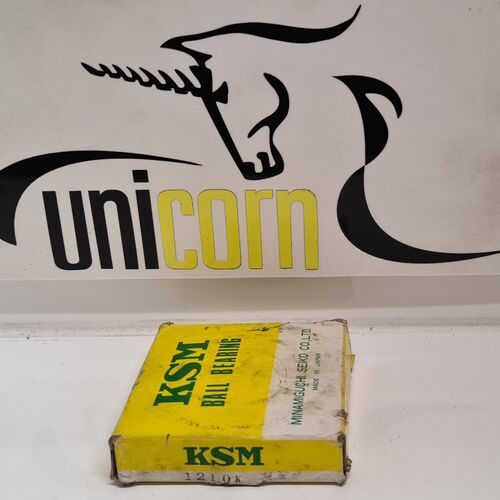 unicorn
KSM
BALL BEARING
MINAMIGUCHI SEIKO CO.,LTD.
MADE IN JAPAN
KSM
1210K